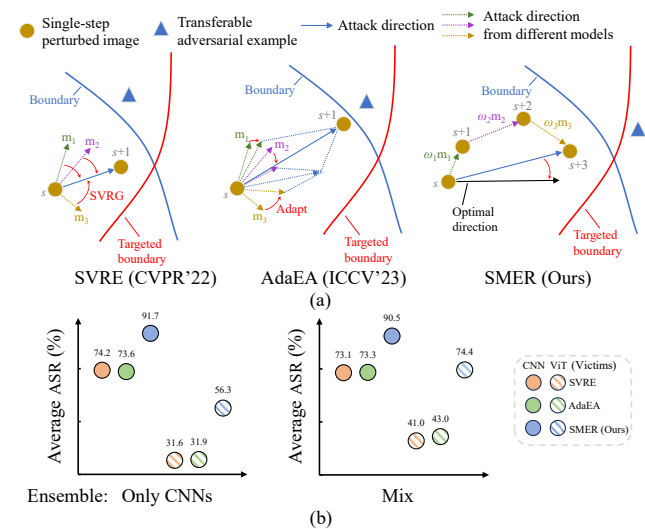 Single-step
perturbed image
Transferable
adversarial example
Attack direction
Attack direction
from different models
Boundary
m1
m2
s+1
s
SVRG
m3
Targeted
boundary
SVRE (CVPR'22)
Boundary
s+1
m1
m2
s
m3
Adapt
Targeted
boundary
AdaEA (ICCV'23)
Boundary
s+2
ω2m2
s+1
ω3m3
ω1m1
s+3
s
Optimal
direction
Targeted
boundary
SMER (Ours)
(a)
Average ASR (%)
91.7
74.2
73.6
56.3
31.6
31.9
Average ASR (%)
90.5
73.1
73.3
74.4
41.0
43.0
CNN ViT (Victims)
SVRE
AdaEA
SMER (Ours)
Ensemble: Only CNNs
Mix
(b)